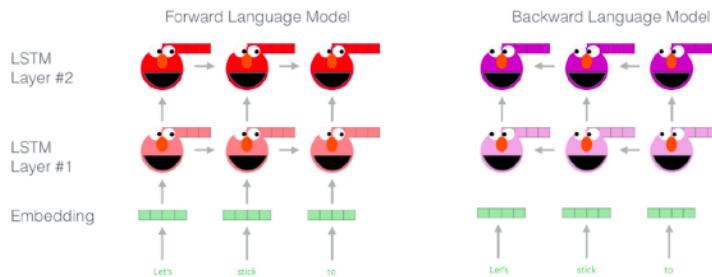 Forward Language Model
Backward Language Model
LSTM
Layer #2
LSTM
Layer #1
Embedding
Let's
stick
to
Let's
stick
to